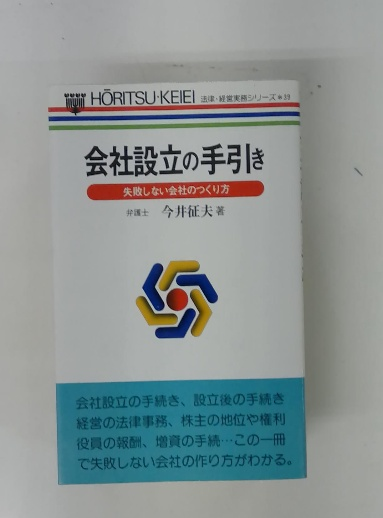 HŌRITSU・KEIEI 法律・経営実務シリーズ
会社設立の手引き
失敗しない会社のつくり方
弁護士 今井征夫 著
会社設立の手続き、設立後の手続き
経営の法律事務、株主の地位や権利
役員の報酬、増資の手続…この一冊
で失敗しない会社の作り方がわかる。